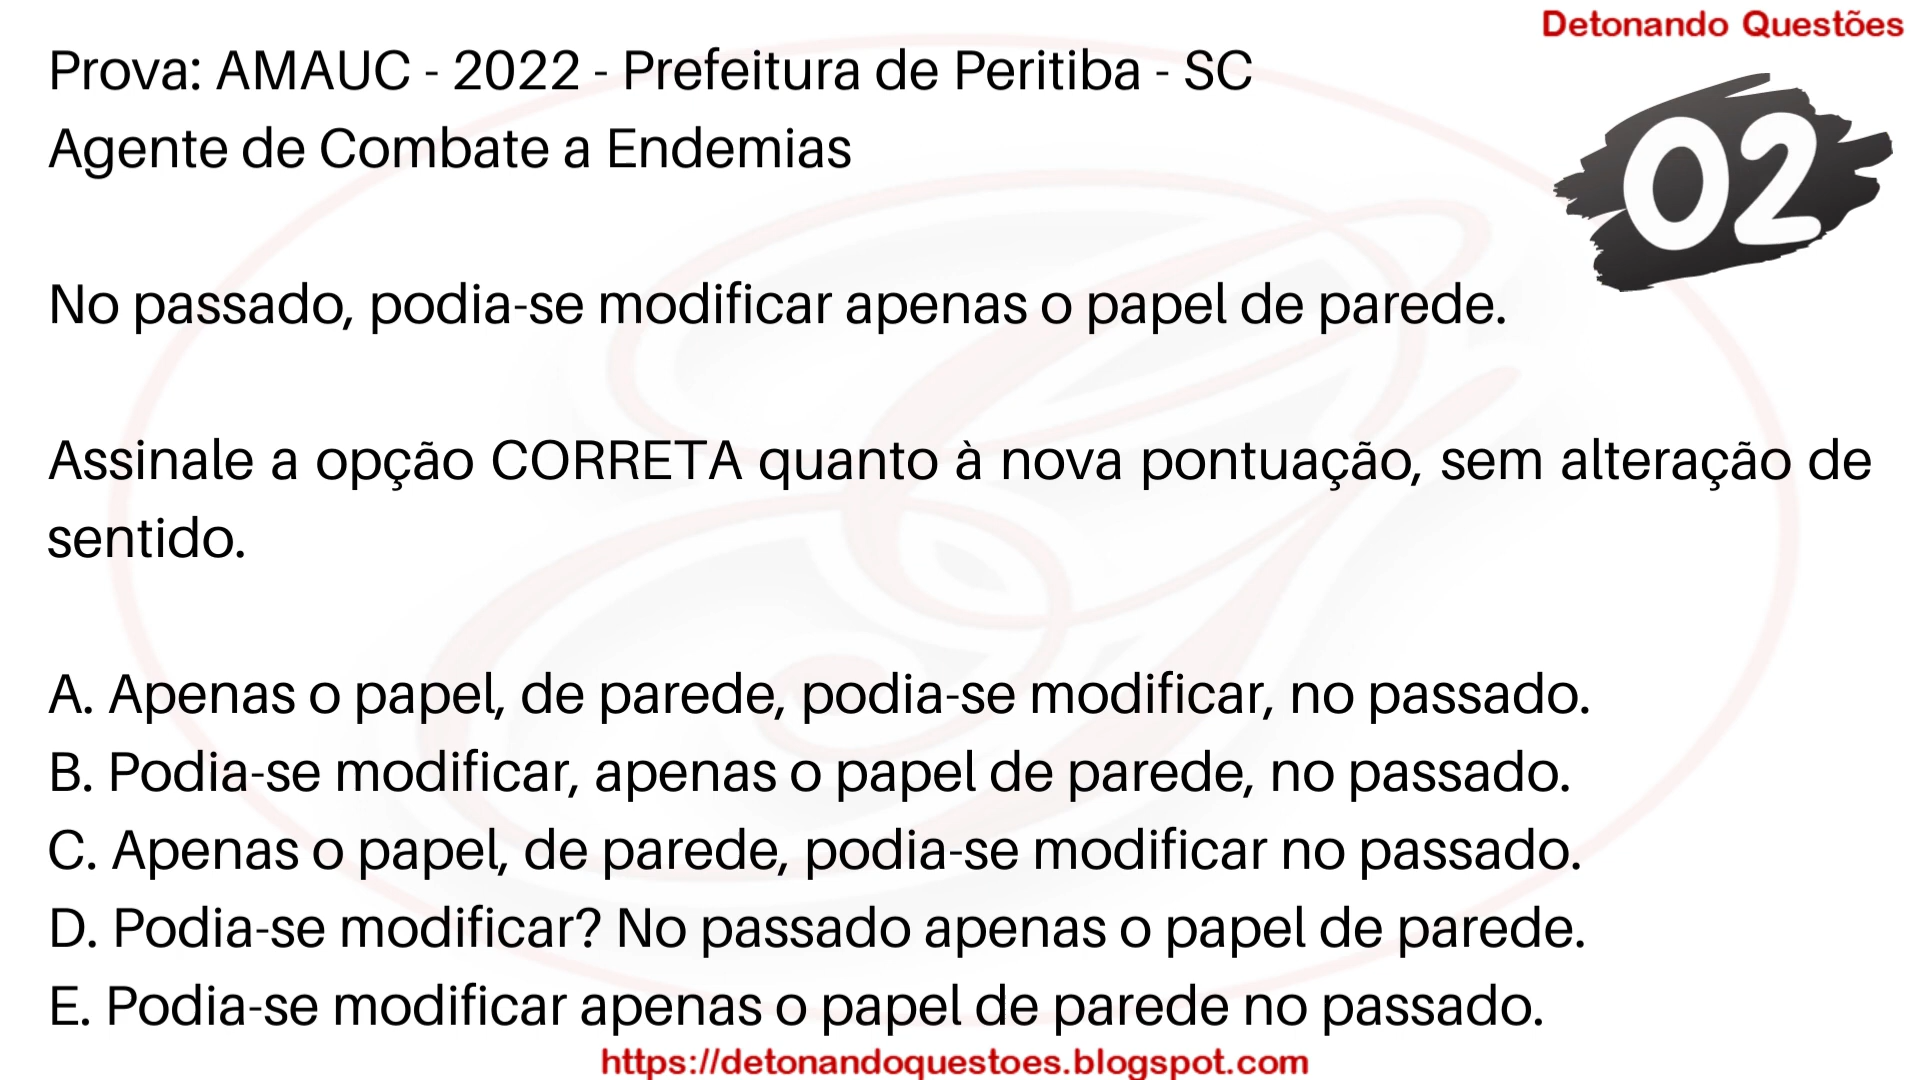 Detonando Questões
Prova: AMAUC - 2022 - Prefeitura de Peritiba - SC
Agente de Combate a Endemias
02
No passado, podia-se modificar apenas o papel de parede.
Assinale a opção CORRETA quanto à nova pontuação, sem alteração de
sentido.
A. Apenas o papel, de parede, podia-se modificar, no passado.
B. Podia-se modificar, apenas o papel de parede, no passado.
C. Apenas o papel, de parede, podia-se modificar no passado.
D. Podia-se modificar? No passado apenas o papel de parede.
E. Podia-se modificar apenas o papel de parede no passado.
https://detonandoquestoes.blogspot.com